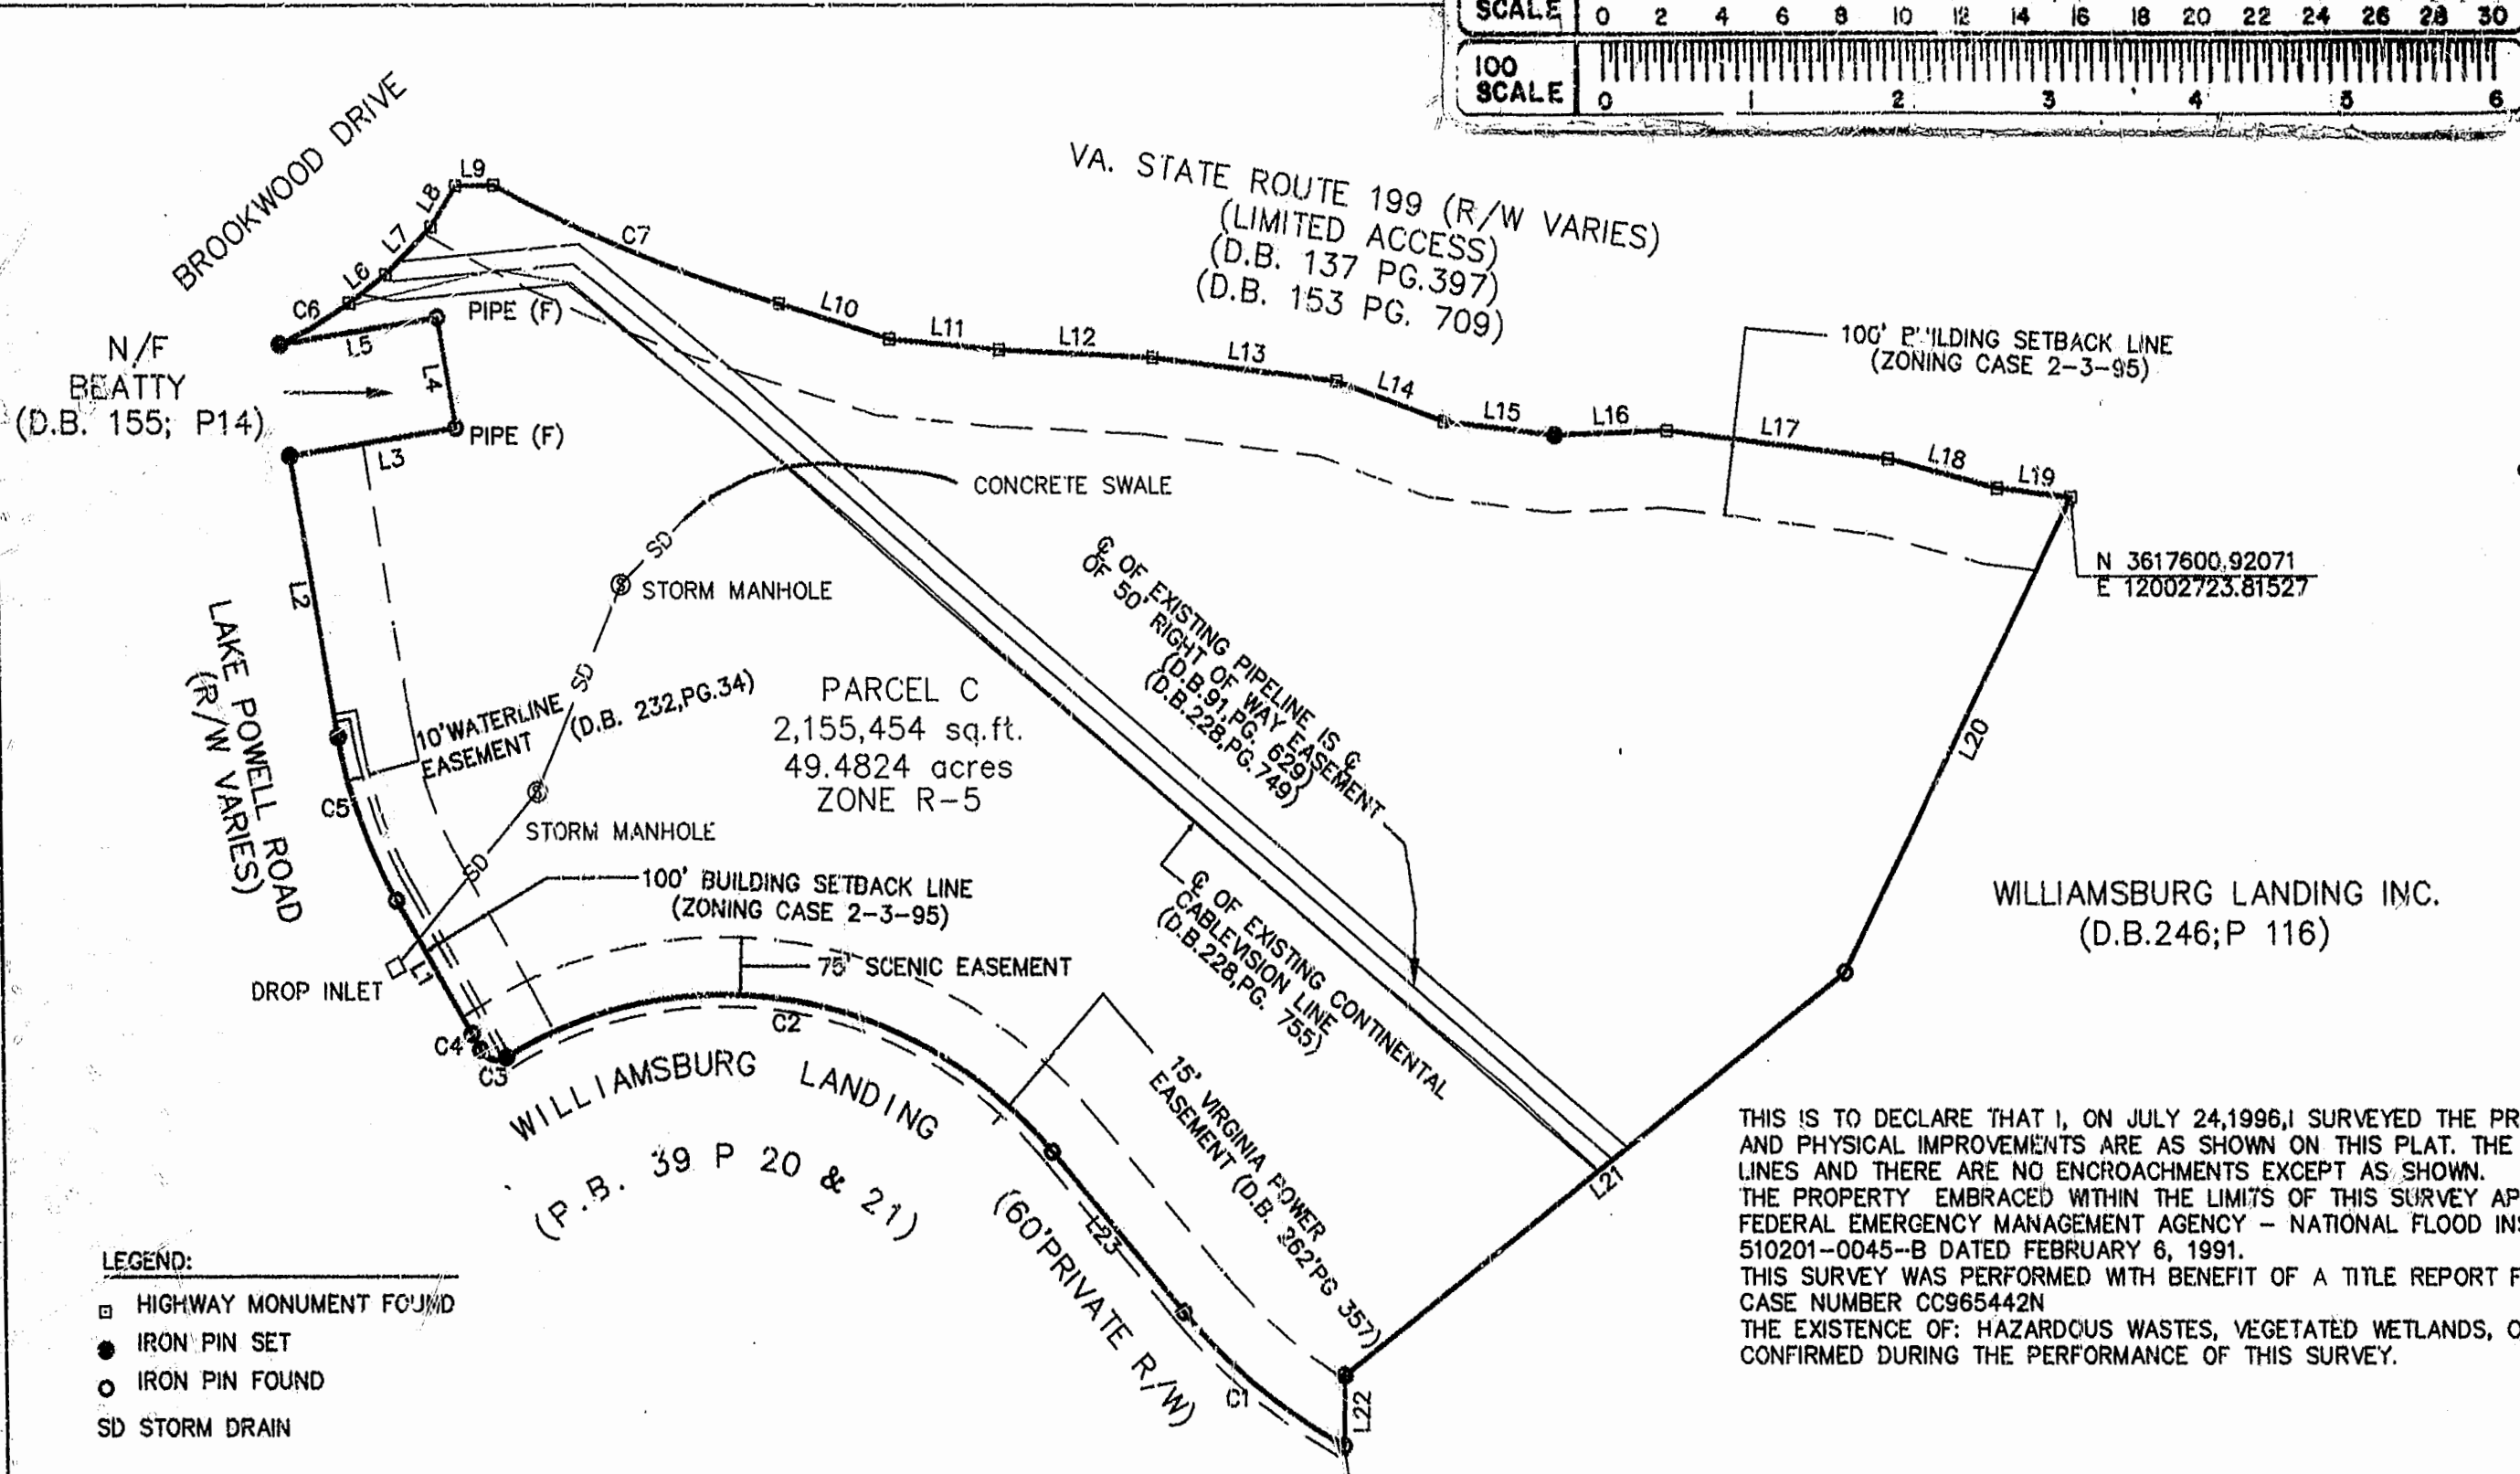 SCALE 0 2 4 6 8 10 12 14 16 18 20 22 24 26 28 30
100
SCALE 0 1 2 3 4 5 6
BROOKWOOD DRIVE
VA. STATE ROUTE 199 (R/W VARIES)
(LIMITED ACCESS)
(D.B. 137 PG.397)
(D.B. 153 PG. 709)
L9
L8
L7
L6
C6
C7
L10
L11
L12
L13
L14
L15
L16
L17
L18
L19
PIPE (F)
L5
L4
N/F
BEATTY
(D.B. 155; P14)
PIPE (F)
L3
100' BUILDING SETBACK LINE
(ZONING CASE 2-3-95)
N 3617600.92071
E 12002723.81527
CONCRETE SWALE
SD
STORM MANHOLE
SD
L2
LAKE POWELL ROAD
(R/W VARIES)
10'WATERLINE
EASEMENT
(D.B. 232,PG.34)
PARCEL C
2,155,454 sq.ft.
49.4824 acres
ZONE R-5
℄ OF EXISTING PIPELINE IS ℄
OF 50' RIGHT OF WAY EASEMENT
(D.B.91,PG. 629)
(D.B.228,PG.749)
L20
C5
STORM MANHOLE
SD
100' BUILDING SETBACK LINE
(ZONING CASE 2-3-95)
75' SCENIC EASEMENT
L1
DROP INLET
C4
C3
C2
℄ OF EXISTING CONTINENTAL
CABLEVISION LINE
(D.B.228,PG. 755)
WILLIAMSBURG LANDING INC.
(D.B.246;P 116)
WILLIAMSBURG LANDING
(P.B. 39 P 20 & 21)
(60'PRIVATE R/W)
15' VIRGINIA POWER
EASEMENT (D.B. 262'PG 357)
L21
L23
C1
L22
THIS IS TO DECLARE THAT I, ON JULY 24,1996,I SURVEYED THE PR
AND PHYSICAL IMPROVEMENTS ARE AS SHOWN ON THIS PLAT. THE
LINES AND THERE ARE NO ENCROACHMENTS EXCEPT AS SHOWN.
THE PROPERTY EMBRACED WITHIN THE LIMITS OF THIS SURVEY AP
FEDERAL EMERGENCY MANAGEMENT AGENCY - NATIONAL FLOOD INS
510201-0045-B DATED FEBRUARY 6, 1991.
THIS SURVEY WAS PERFORMED WITH BENEFIT OF A TITLE REPORT F
CASE NUMBER CC965442N
THE EXISTENCE OF: HAZARDOUS WASTES, VEGETATED WETLANDS, O
CONFIRMED DURING THE PERFORMANCE OF THIS SURVEY.
LEGEND:
HIGHWAY MONUMENT FOUND
IRON PIN SET
IRON PIN FOUND
SD STORM DRAIN